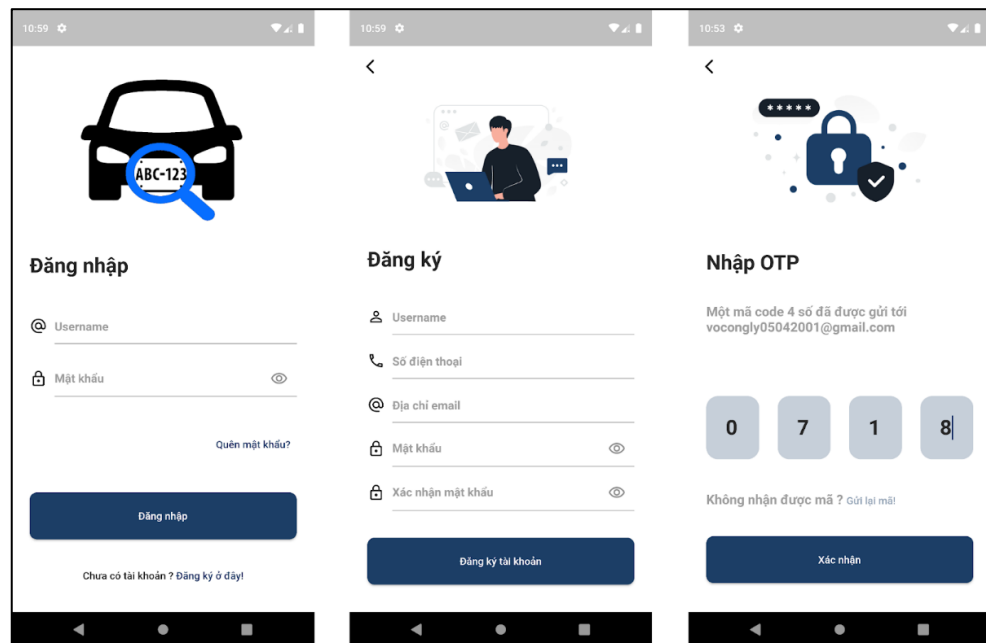 10:59
ABC-123
Đăng nhập
Username
Mật khẩu
Quên mật khẩu?
Đăng nhập
Chưa có tài khoản ? Đăng ký ở đây!
10:59
Đăng ký
Username
Số điện thoại
Địa chỉ email
Mật khẩu
Xác nhận mật khẩu
Đăng ký tài khoản
10:53
*****
Nhập OTP
Một mã code 4 số đã được gửi tới
vocongly05042001@gmail.com
0 7 1 8
Không nhận được mã ? Gửi lại mã!
Xác nhận